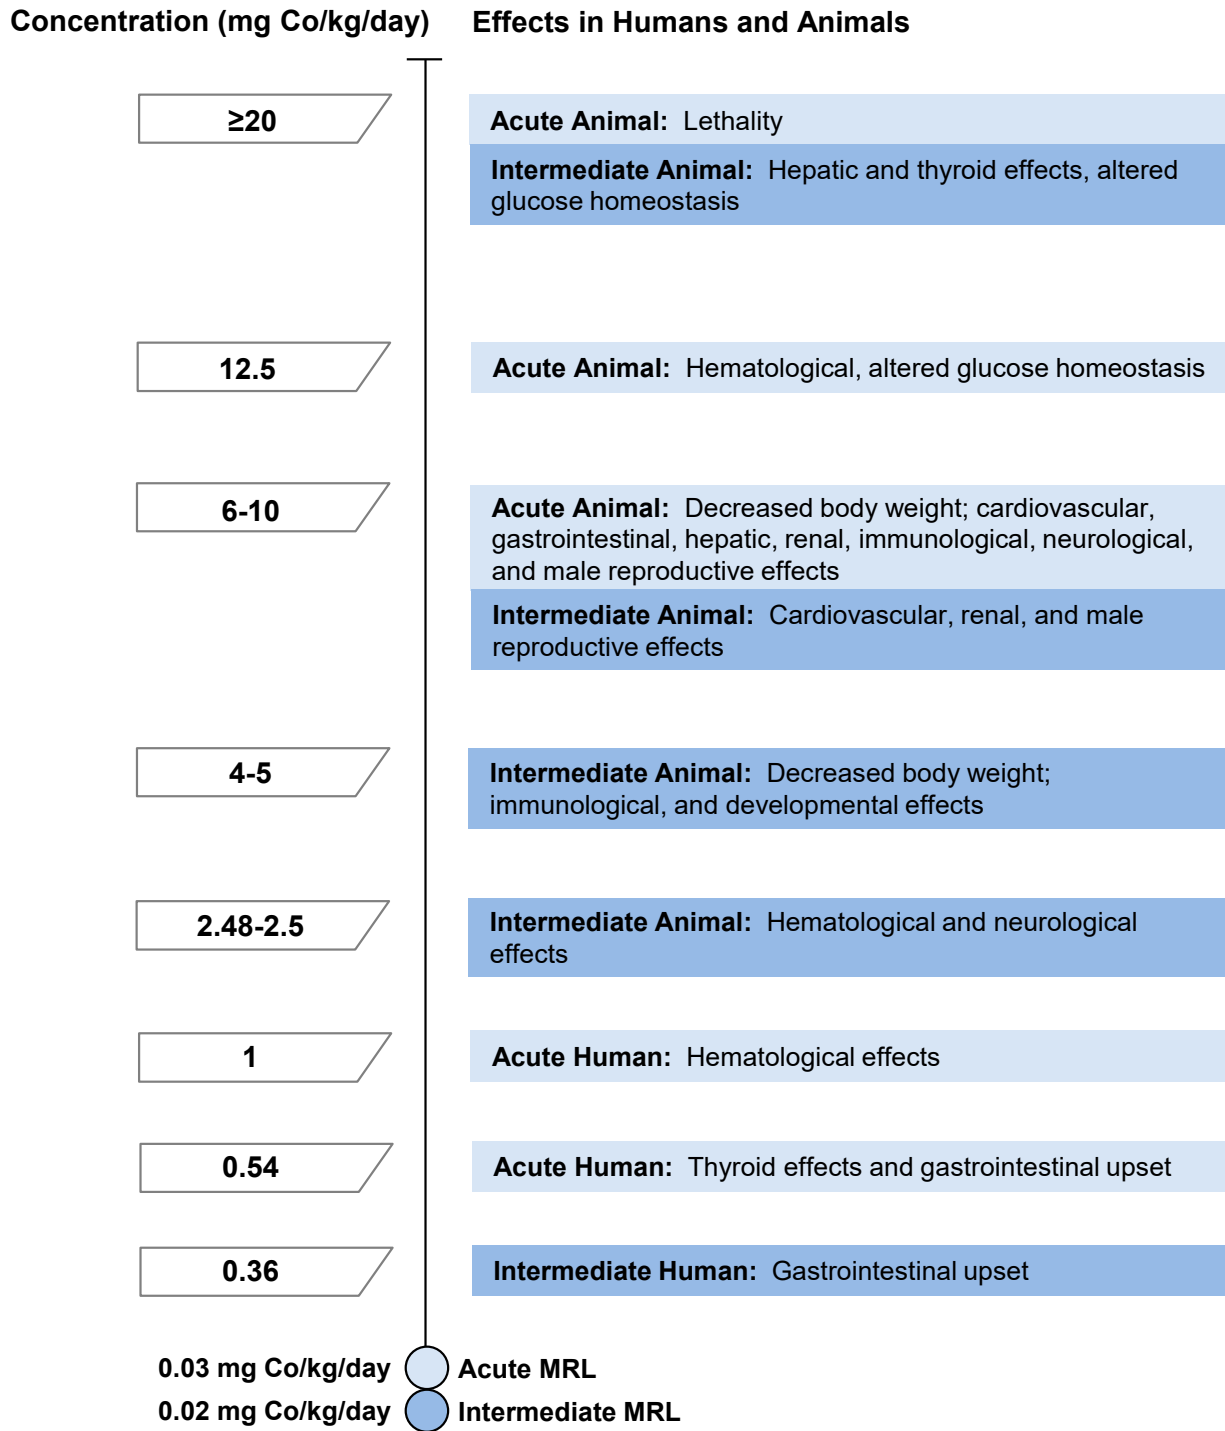 Concentration (mg Co/kg/day) Effects in Humans and Animals
≥20
Acute Animal: Lethality
Intermediate Animal: Hepatic and thyroid effects, altered
glucose homeostasis
12.5
Acute Animal: Hematological, altered glucose homeostasis
6-10
Acute Animal: Decreased body weight; cardiovascular,
gastrointestinal, hepatic, renal, immunological, neurological,
and male reproductive effects
Intermediate Animal: Cardiovascular, renal, and male
reproductive effects
4-5
Intermediate Animal: Decreased body weight;
immunological, and developmental effects
2.48-2.5
Intermediate Animal: Hematological and neurological
effects
1
Acute Human: Hematological effects
0.54
Acute Human: Thyroid effects and gastrointestinal upset
0.36
Intermediate Human: Gastrointestinal upset
0.03 mg Co/kg/day Acute MRL
0.02 mg Co/kg/day Intermediate MRL